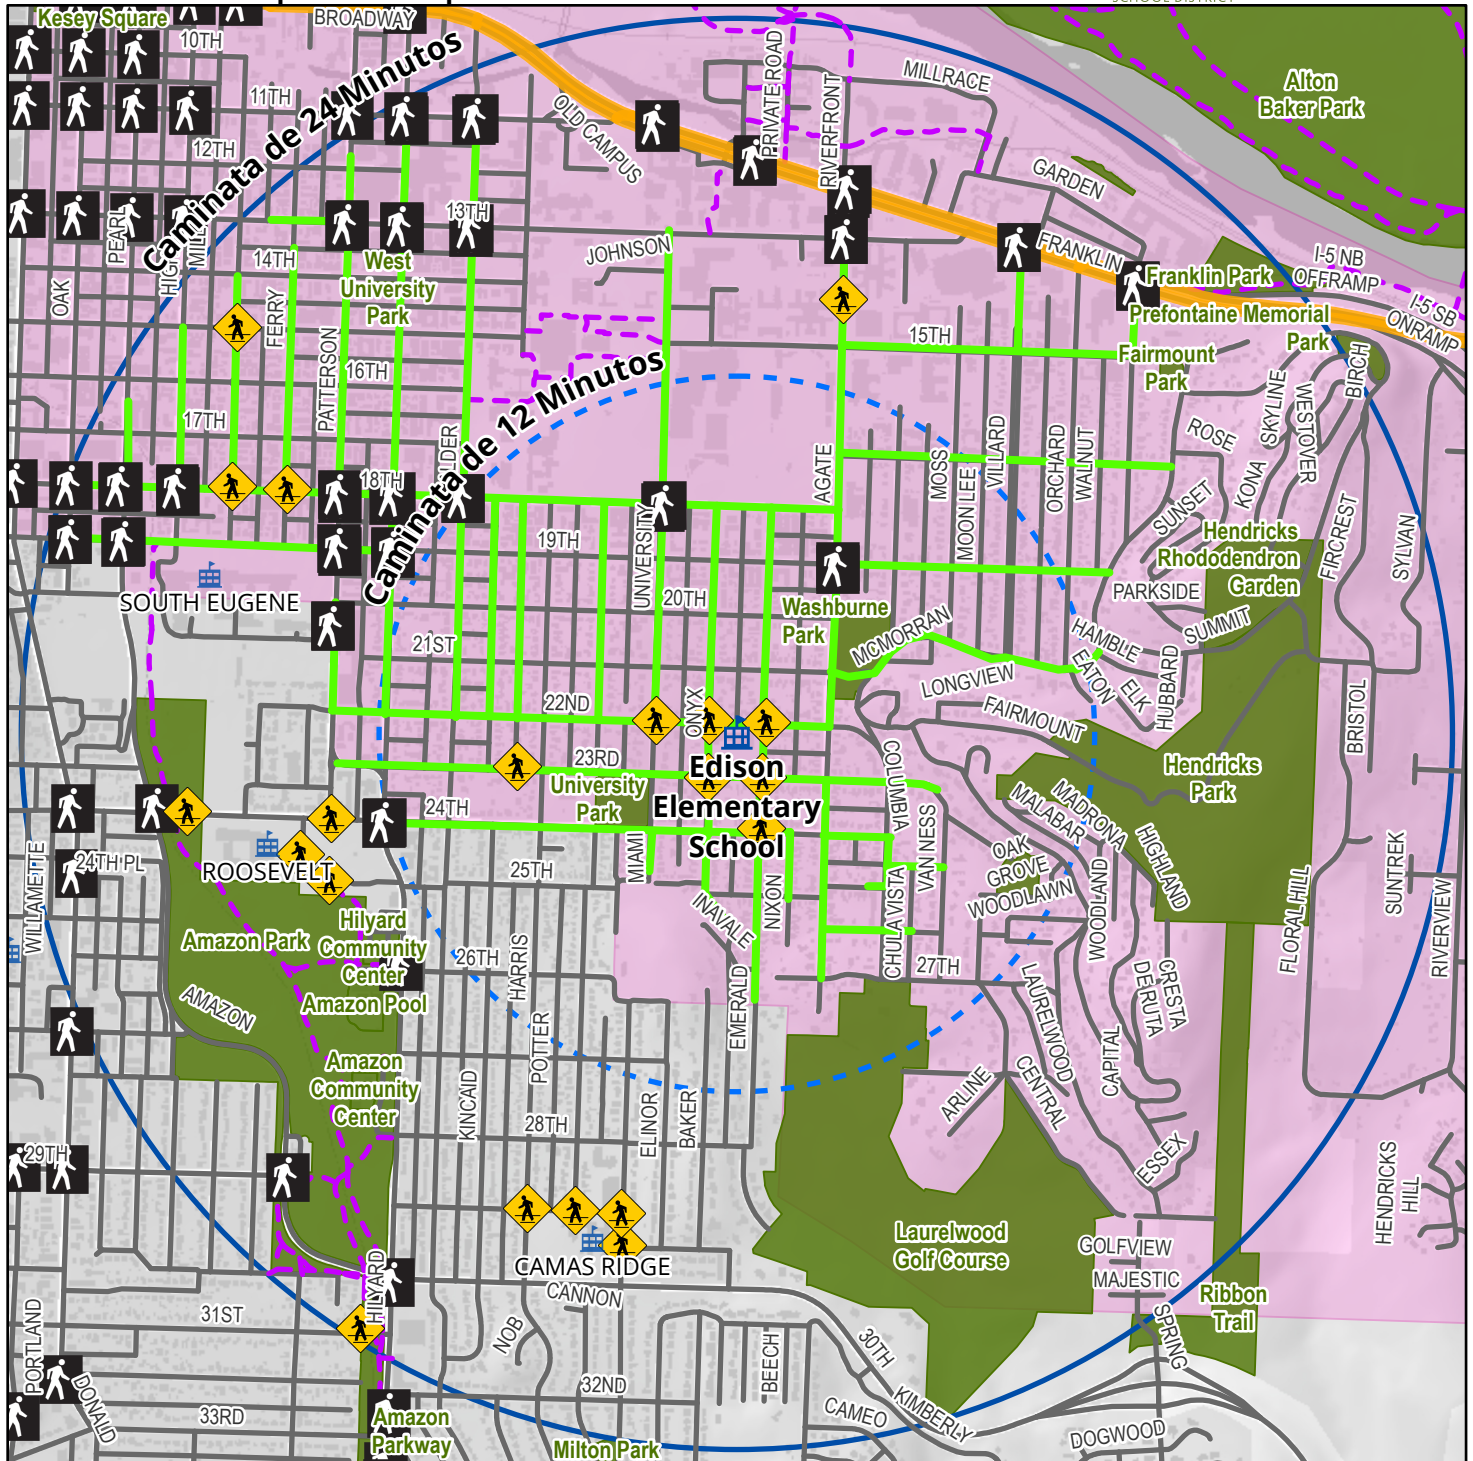 SCHOOL DISTRICT
Kesey Square
BROADWAY
10TH
11TH
12TH
Caminata de 24 Minutos
OLD CAMPUS
PRIVATE ROAD
RIVERFRONT
MILLRACE
Alton
Baker Park
GARDEN
PEARL
HIGH
MILL
13TH
14TH
OAK
FERRY
West
University
Park
JOHNSON
FRANKLIN
I-5 NB
OFFRAMP
I-5 SB
ONRAMP
Franklin Park
Prefontaine Memorial
Park
Fairmount
Park
15TH
PATTERSON
16TH
17TH
Caminata de 12 Minutos
18TH
AGATE
MOSS
MOON LEE
VILLARD
ORCHARD
WALNUT
ROSE
SKYLINE
WESTOVER
BIRCH
KONA
SUNSET
FIRCREST
SYLVAN
Hendricks
Rhododendron
Garden
19TH
UNIVERSITY
20TH
SOUTH EUGENE
Washburne
Park
PARKSIDE
MCMORRAN
HAMBLE
SUMMIT
21ST
LONGVIEW
EATON
ELK
HUBBARD
22ND
ONYX
FAIRMOUNT
BRISTOL
23RD
Edison
Elementary
School
University
Park
COLUMBIA
Hendricks
Park
24TH
MALABAR
MADRONA
VAN NESS
OAK
GROVE
WOODLAWN
WOODLAND
HIGHLAND
SUNTREK
WILLAMETTE
24TH PL
ROOSEVELT
25TH
MIAMI
NIXON
INAVALE
CHULA VISTA
FLORAL HILL
RIVERVIEW
Amazon Park
Hilyard
Community
Center
Amazon Pool
26TH
HARRIS
27TH
AMAZON
EMERALD
LAURELWOOD
CRESTA
DERUTA
Amazon
Community
Center
POTTER
CAPITAL
KINCAID
ARLINE
CENTRAL
28TH
ELINOR
BAKER
29TH
ESSEX
HENDRICKS
HILL
Laurelwood
Golf Course
GOLFVIEW
CAMAS RIDGE
MAJESTIC
CANNON
HILYARD
Ribbon
Trail
31ST
PORTLAND
NOB
SPRING
30TH
BEECH
DONALD
32ND
33RD
KIMBERLY
CAMEO
Amazon
Parkway
Milton Park
DOGWOOD